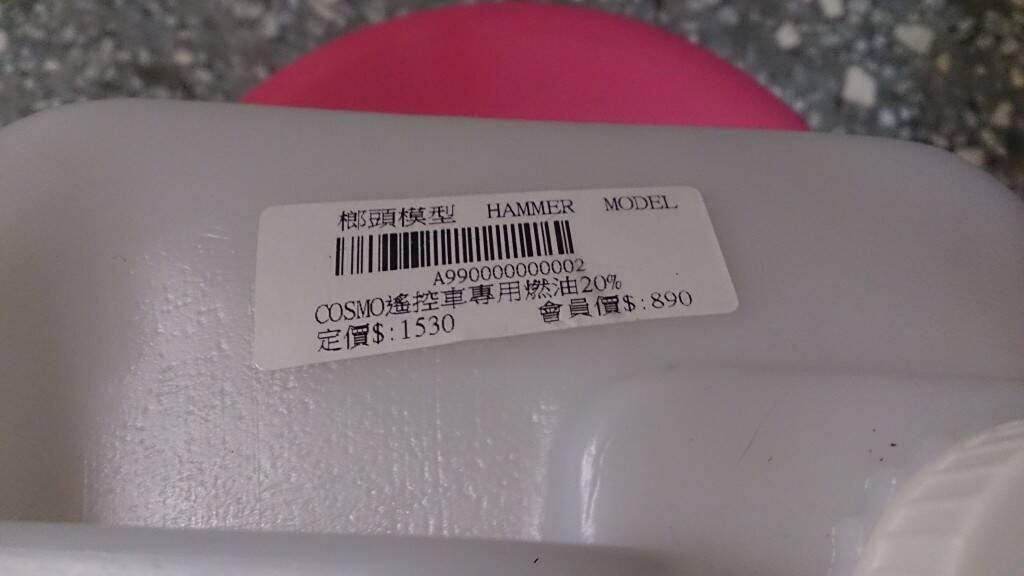 榔頭模型 HAMMER MODEL
A990000000002
COSMO遙控車專用燃油20%
定價$:1530 會員價$:890